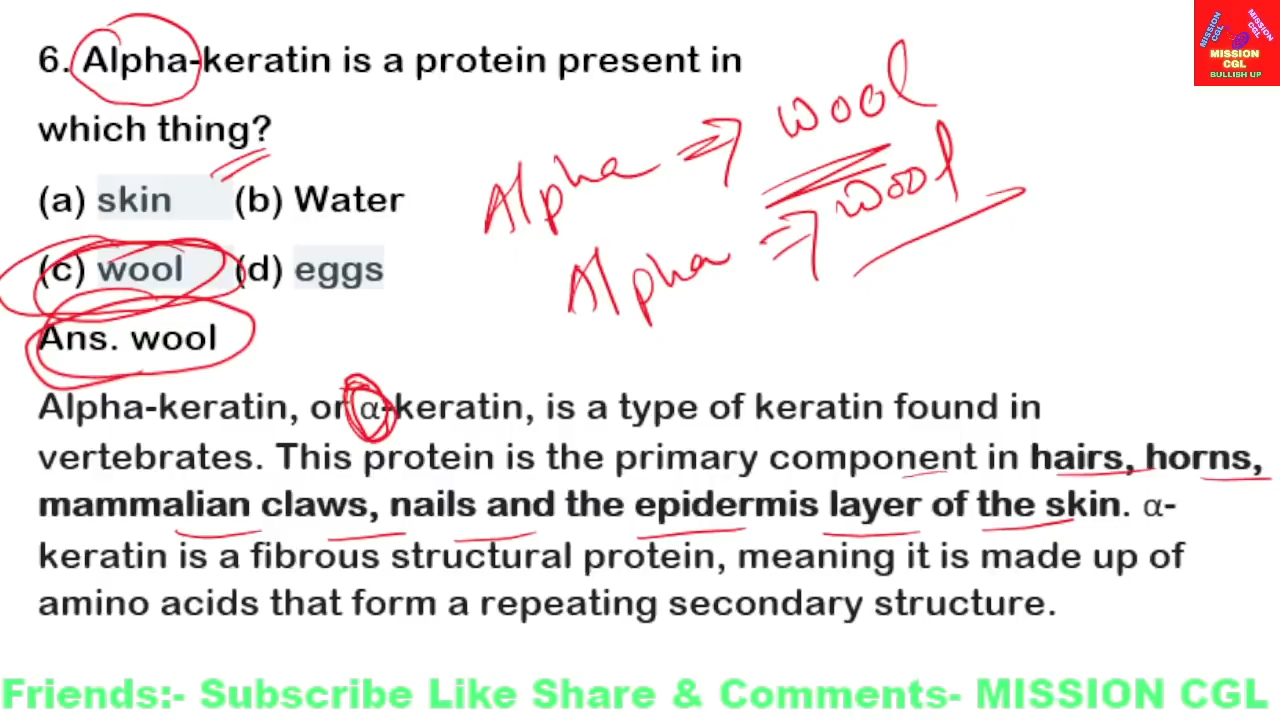 MISSION CGL
MISSION CGL
MISSION
CGL
BULLISH UP
6. Alpha-keratin is a protein present in
which thing?
(a) skin (b) Water
(c) wool (d) eggs
Ans. wool
Alpha ⇒ wool
Alpha ⇒ wool
Alpha-keratin, or α-keratin, is a type of keratin found in
vertebrates. This protein is the primary component in hairs, horns,
mammalian claws, nails and the epidermis layer of the skin. α-
keratin is a fibrous structural protein, meaning it is made up of
amino acids that form a repeating secondary structure.
Friends:- Subscribe Like Share & Comments- MISSION CGL